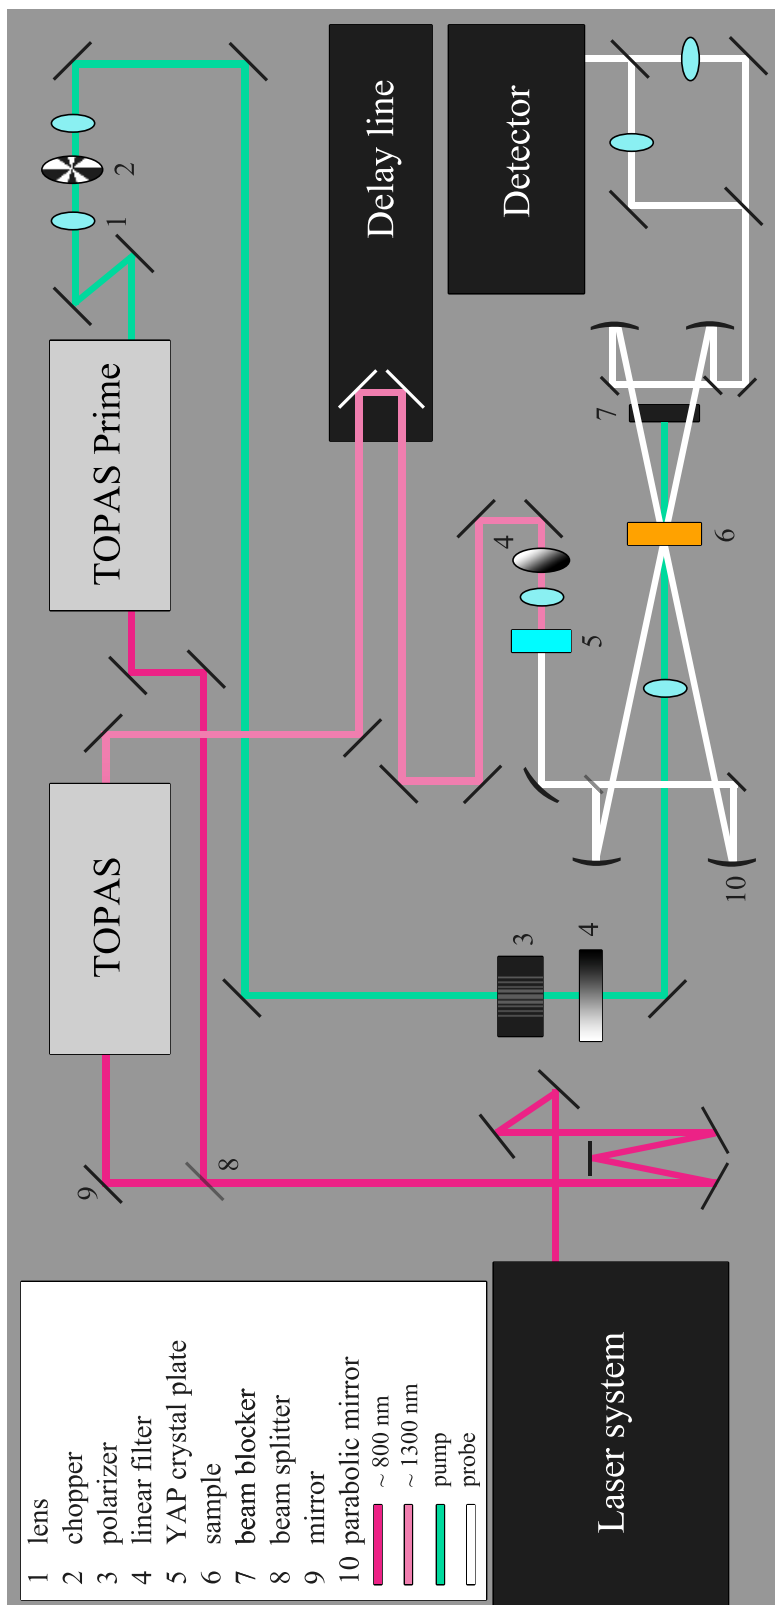 1 lens
2 chopper
3 polarizer
4 linear filter
5 YAP crystal plate
6 sample
7 beam blocker
8 beam splitter
9 mirror
10 parabolic mirror
~ 800 nm
~ 1300 nm
pump
probe
Laser system
TOPAS
TOPAS Prime
Delay line
Detector
9
8
1
2
3
4
4
5
6
7
10